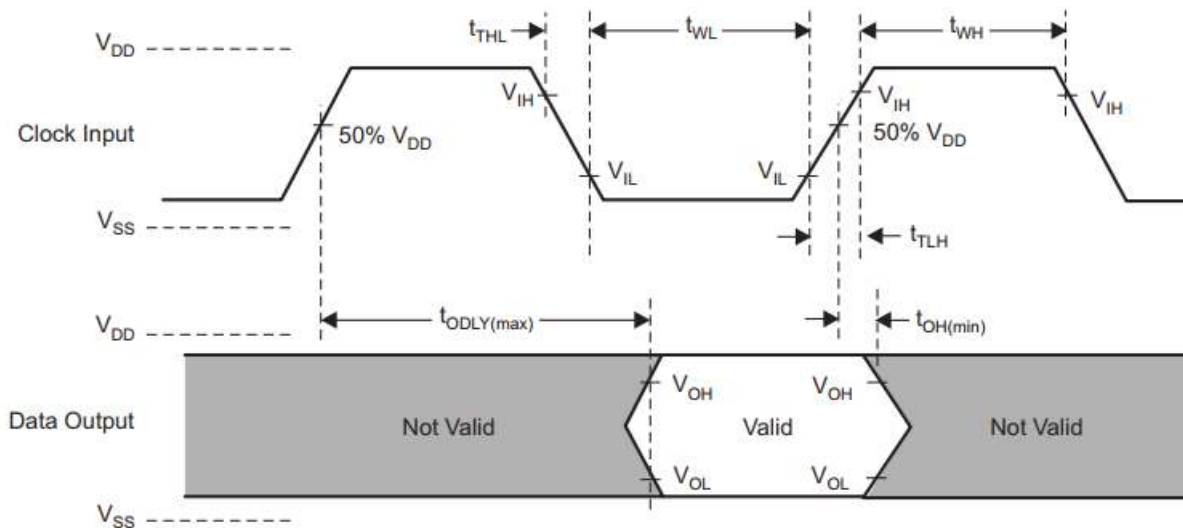 t_THL
t_WL
t_WH
V_DD
V_IH
V_IH
V_IH
Clock Input
50% V_DD
50% V_DD
V_IL
V_IL
V_SS
t_TLH
V_DD
t_ODLY(max)
t_OH(min)
V_OH
V_OH
Data Output
Not Valid
Valid
Not Valid
V_OL
V_OL
V_SS